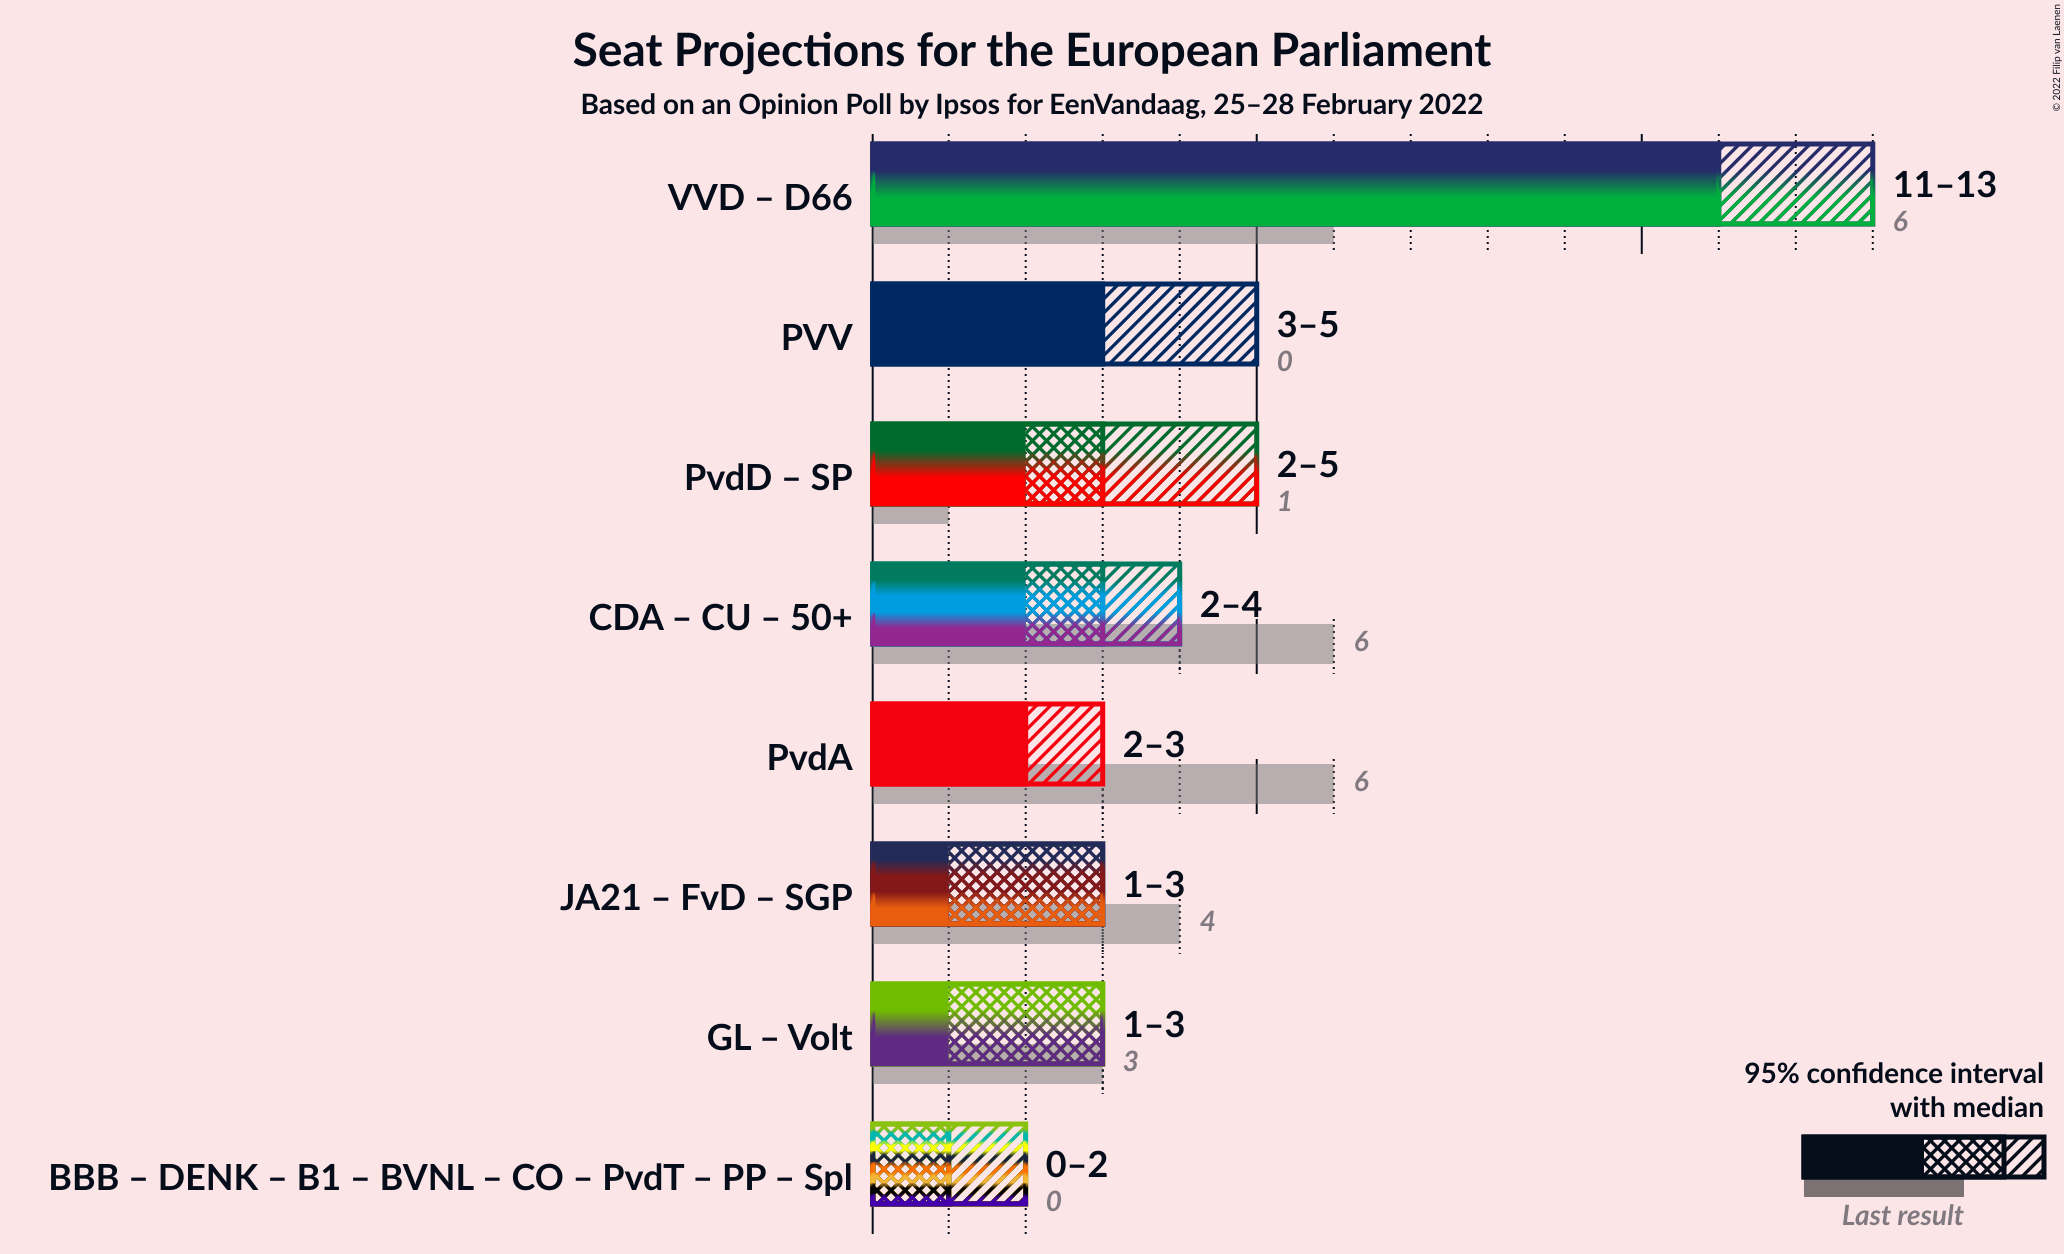 Seat Projections for the European Parliament
Based on an Opinion Poll by Ipsos for EenVandaag, 25–28 February 2022
© 2022 Filip van Laenen
VVD – D66
11–13
6
PVV
3–5
0
PvdD – SP
2–5
1
CDA – CU – 50+
2–4
6
PvdA
2–3
6
JA21 – FvD – SGP
1–3
4
GL – Volt
1–3
3
BBB – DENK – B1 – BVNL – CO – PvdT – PP – Spl
0–2
0
95% confidence interval
with median
Last result